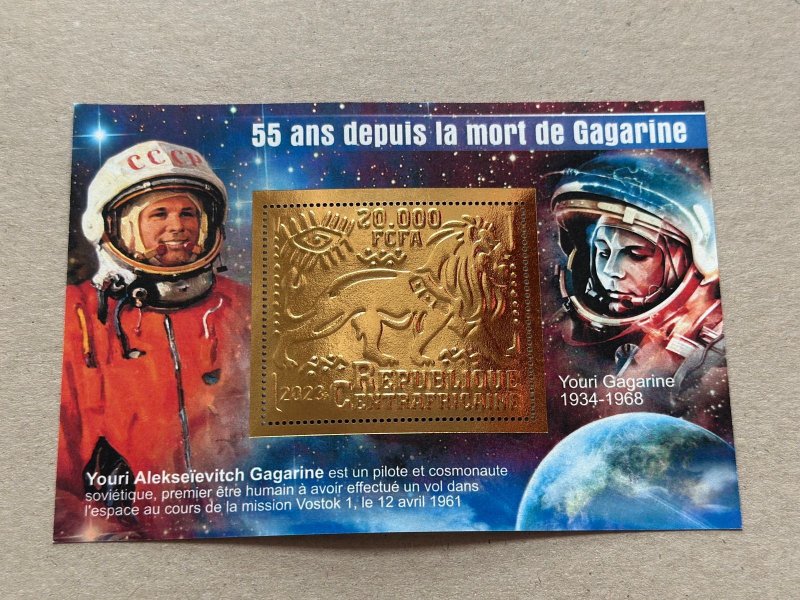 55 ans depuis la mort de Gagarine
CCCP
20.000
FCFA
2023
REPUBLIQUE
CENTRAFRICAINE
Youri Gagarine
1934-1968
Youri Alekseïevitch Gagarine est un pilote et cosmonaute
soviétique, premier être humain à avoir effectué un vol dans
l'espace au cours de la mission Vostok 1, le 12 avril 1961